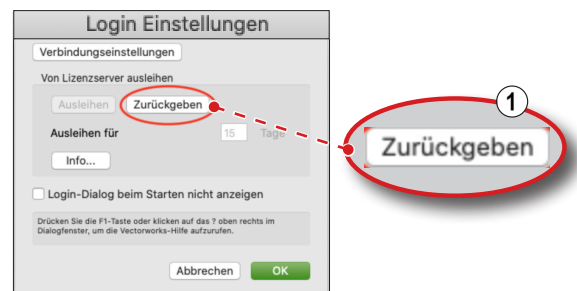 Login Einstellungen
Verbindungseinstellungen
Von Lizenzserver ausleihen
Ausleihen Zurückgeben
Ausleihen für 15 Tage
Info...
Login-Dialog beim Starten nicht anzeigen
Drücken Sie die F1-Taste oder klicken auf das ? oben rechts im
Dialogfenster, um die Vectorworks-Hilfe aufzurufen.
Abbrechen OK
1
Zurückgeben